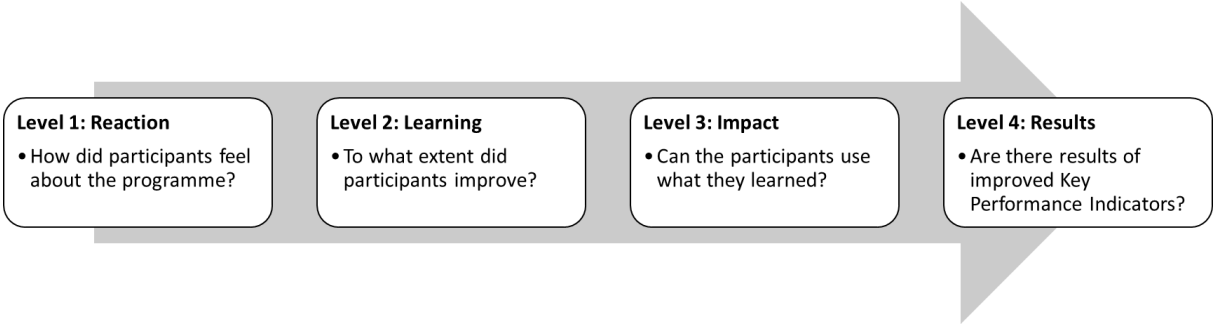 Level 1: Reaction
• How did participants feel
about the programme?
Level 2: Learning
• To what extent did
participants improve?
Level 3: Impact
• Can the participants use
what they learned?
Level 4: Results
• Are there results of
improved Key
Performance Indicators?